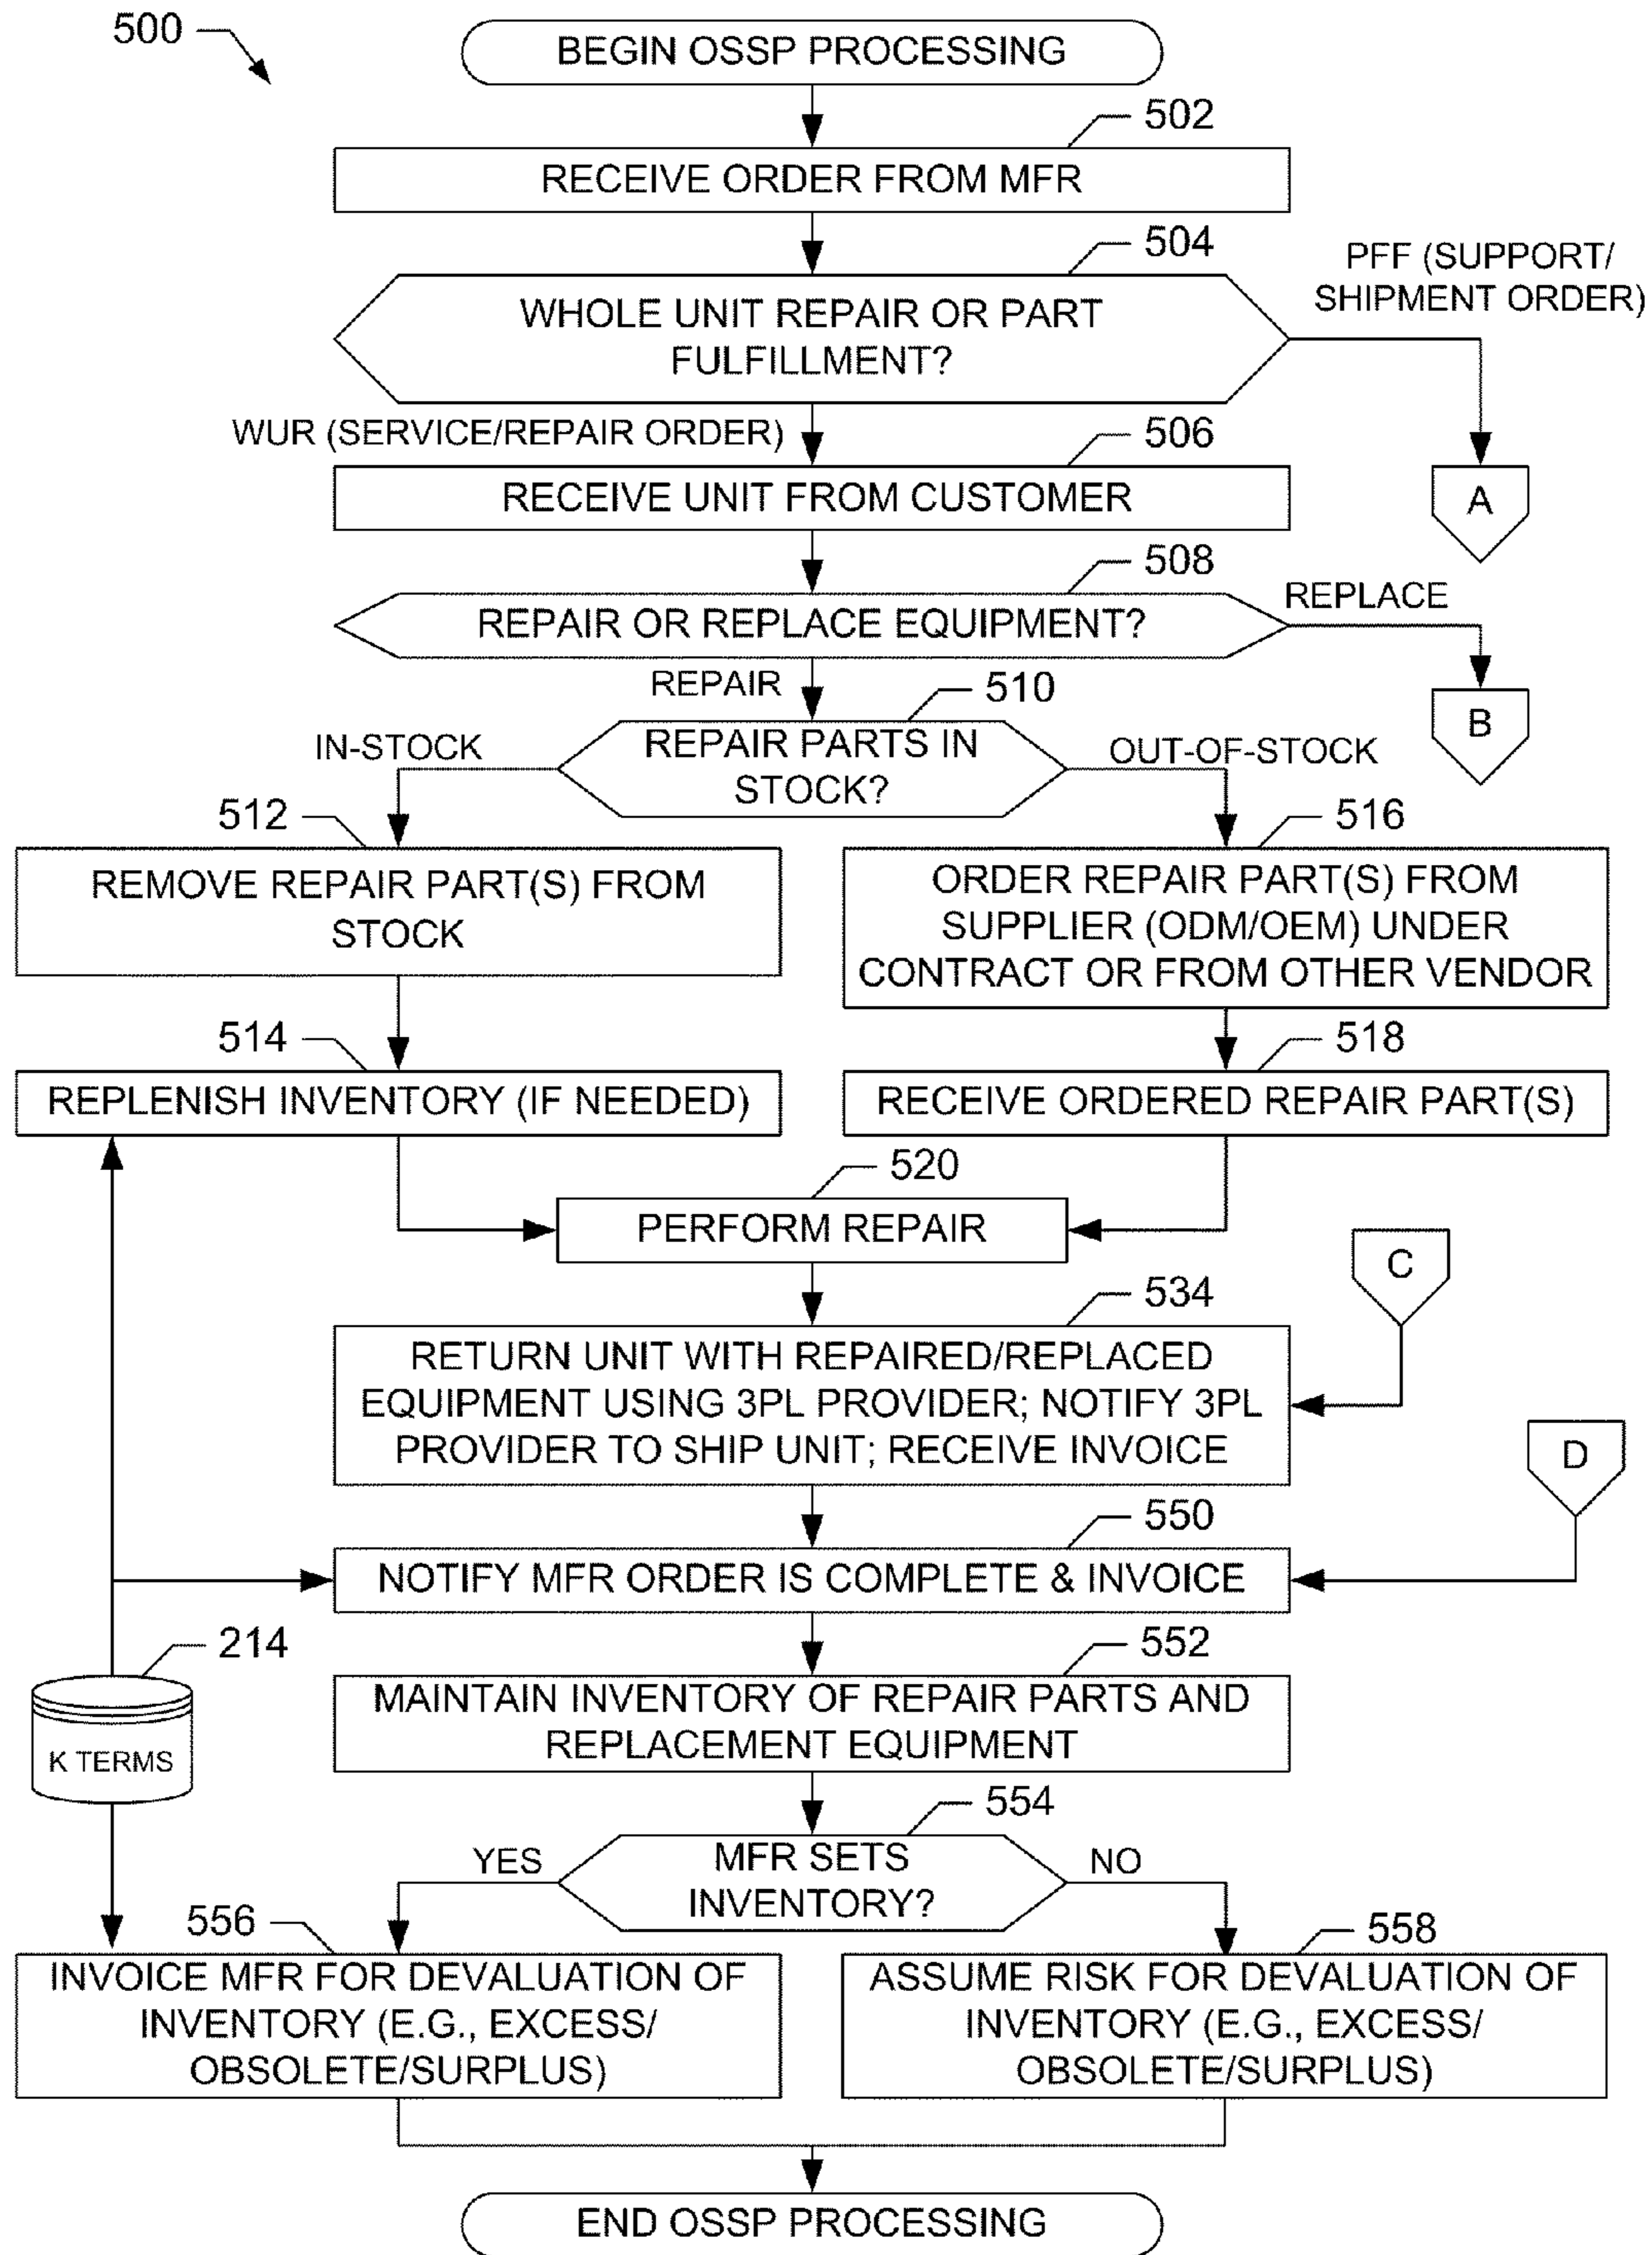 500
BEGIN OSSP PROCESSING
502
RECEIVE ORDER FROM MFR
504
PFF (SUPPORT/
SHIPMENT ORDER)
WHOLE UNIT REPAIR OR PART
FULFILLMENT?
WUR (SERVICE/REPAIR ORDER)
506
RECEIVE UNIT FROM CUSTOMER
A
508
REPAIR OR REPLACE EQUIPMENT?
REPLACE
REPAIR
510
B
IN-STOCK
REPAIR PARTS IN
STOCK?
OUT-OF-STOCK
512
REMOVE REPAIR PART(S) FROM
STOCK
516
ORDER REPAIR PART(S) FROM
SUPPLIER (ODM/OEM) UNDER
CONTRACT OR FROM OTHER VENDOR
514
REPLENISH INVENTORY (IF NEEDED)
518
RECEIVE ORDERED REPAIR PART(S)
520
PERFORM REPAIR
C
534
RETURN UNIT WITH REPAIRED/REPLACED
EQUIPMENT USING 3PL PROVIDER; NOTIFY 3PL
PROVIDER TO SHIP UNIT; RECEIVE INVOICE
D
550
NOTIFY MFR ORDER IS COMPLETE & INVOICE
214
K TERMS
552
MAINTAIN INVENTORY OF REPAIR PARTS AND
REPLACEMENT EQUIPMENT
554
YES
MFR SETS
INVENTORY?
NO
556
INVOICE MFR FOR DEVALUATION OF
INVENTORY (E.G., EXCESS/
OBSOLETE/SURPLUS)
558
ASSUME RISK FOR DEVALUATION OF
INVENTORY (E.G., EXCESS/
OBSOLETE/SURPLUS)
END OSSP PROCESSING